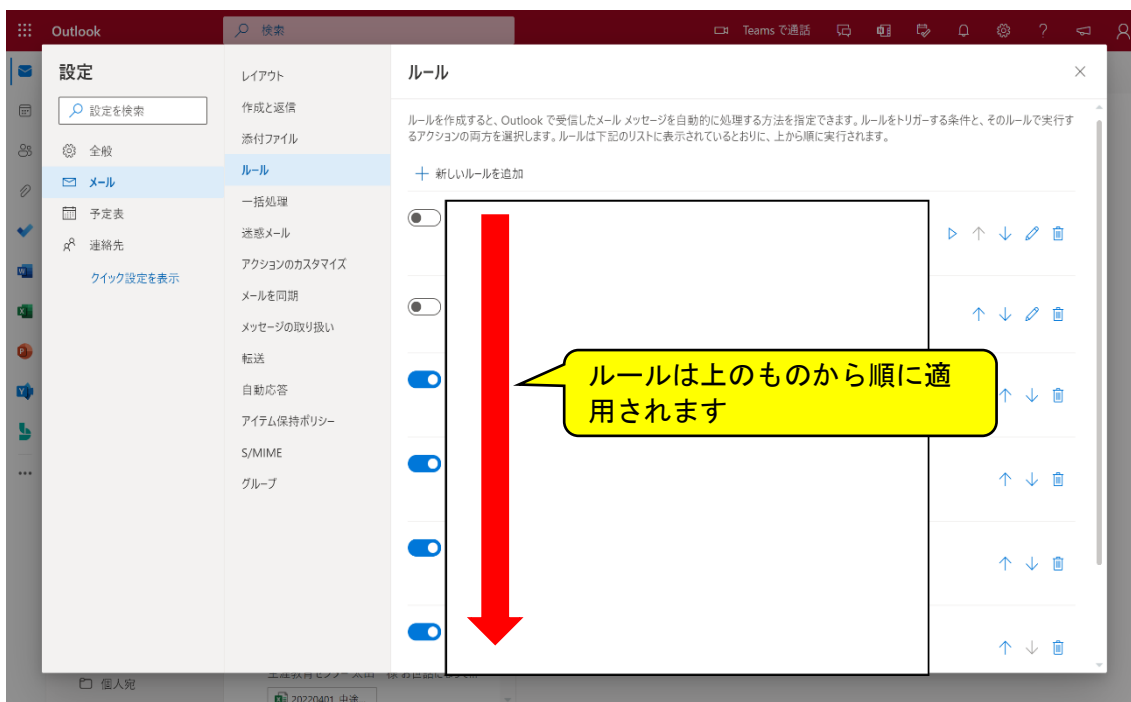 Outlook
検索
Teams で通話
設定
設定を検索
全般
メール
予定表
連絡先
クイック設定を表示
レイアウト
作成と返信
添付ファイル
ルール
一括処理
迷惑メール
アクションのカスタマイズ
メールを同期
メッセージの取り扱い
転送
自動応答
アイテム保持ポリシー
S/MIME
グループ
ルール
ルールを作成すると、Outlook で受信したメール メッセージを自動的に処理する方法を指定できます。ルールをトリガーする条件と、そのルールで実行す
るアクションの両方を選択します。ルールは下記のリストに表示されているとおりに、上から順に実行されます。
新しいルールを追加
ルールは上のものから順に適
用されます
個人宛
20220401